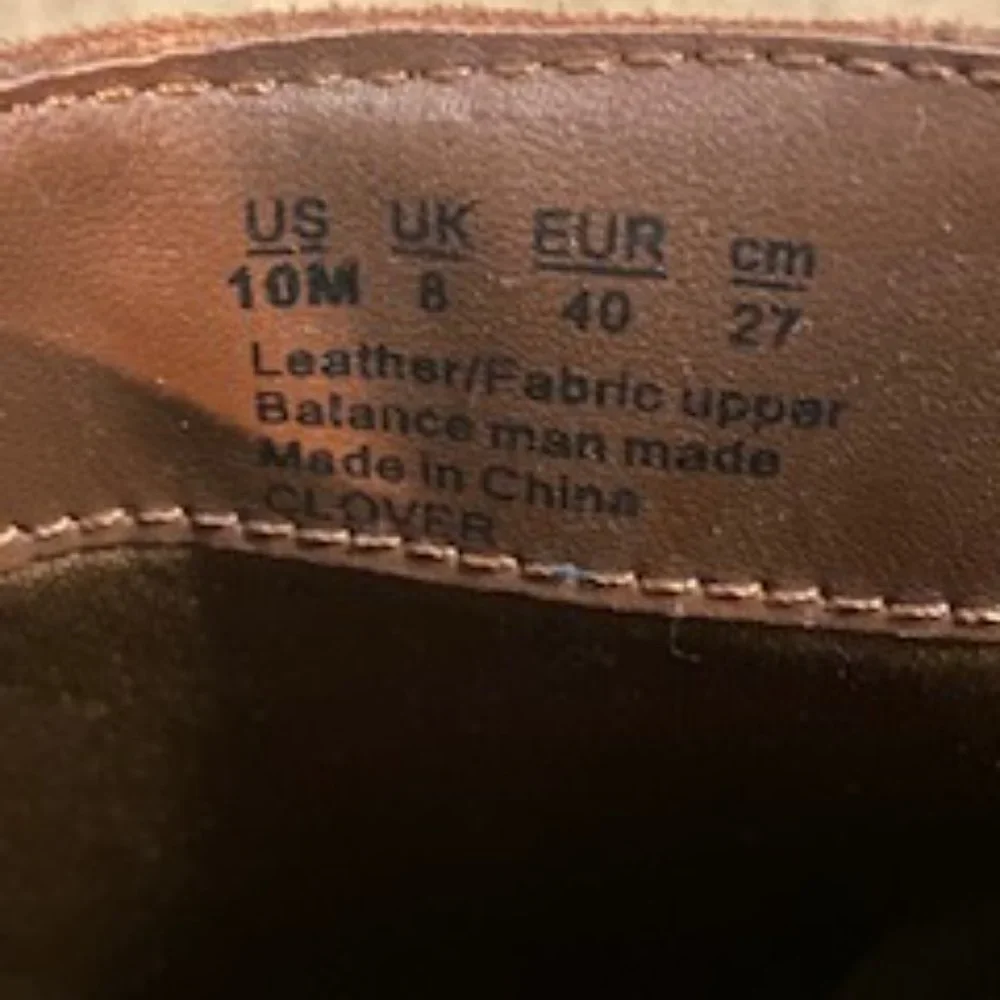 US UK EUR cm
10M 8 40 27
Leather/Fabric upper
Balance man made
Made in China
CLOVER